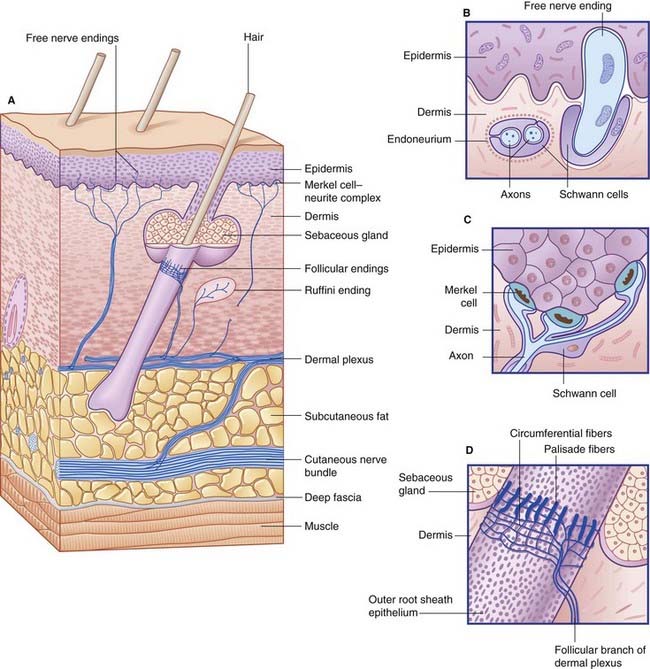 A
Free nerve endings
Hair
Epidermis
Merkel cell–
neurite complex
Dermis
Sebaceous gland
Follicular endings
Ruffini ending
Dermal plexus
Subcutaneous fat
Cutaneous nerve
bundle
Deep fascia
Muscle
B
Free nerve ending
Epidermis
Dermis
Endoneurium
Axons
Schwann cells
C
Epidermis
Merkel
cell
Dermis
Axon
Schwann cell
D
Circumferential fibers
Palisade fibers
Sebaceous
gland
Dermis
Outer root sheath
epithelium
Follicular branch of
dermal plexus